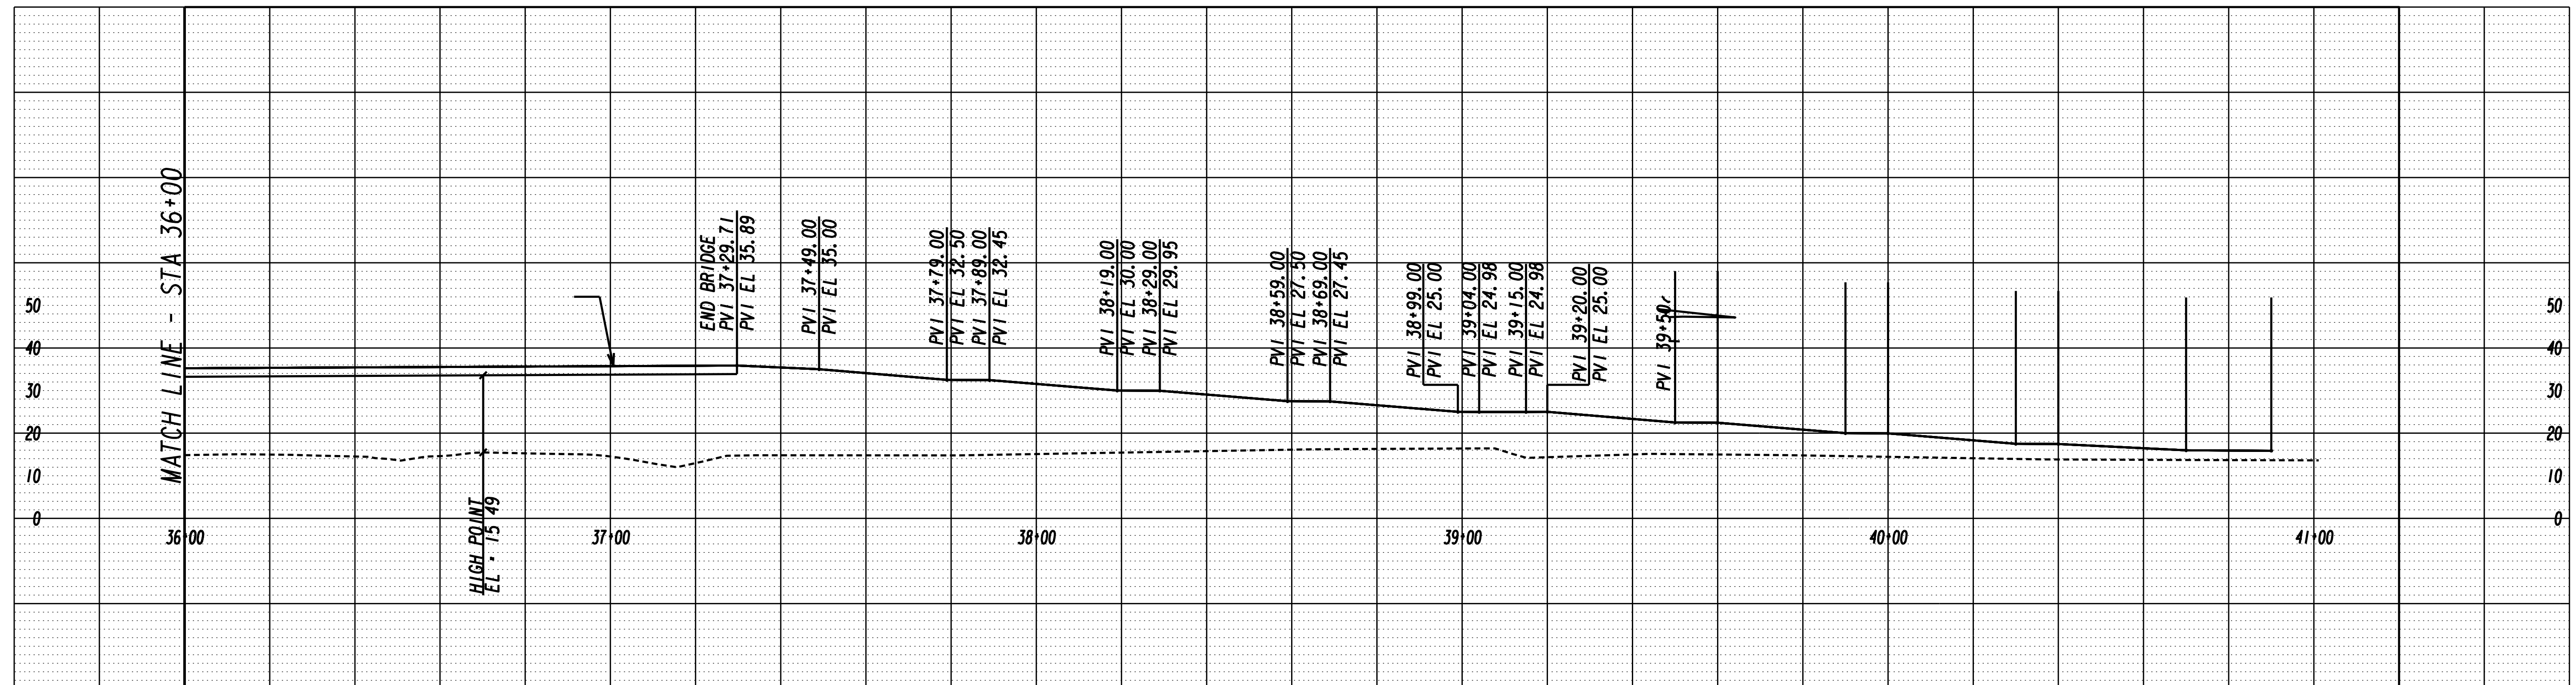 MATCH LINE - STA 36+00
END BRIDGE
PVI 37+29.71
PVI EL 35.89
PVI 37+49.00
PVI EL 35.00
PVI 37+79.00
PVI EL 32.50
PVI 37+89.00
PVI EL 32.45
PVI 38+19.00
PVI EL 30.00
PVI 38+29.00
PVI EL 29.95
PVI 38+59.00
PVI EL 27.50
PVI 38+69.00
PVI EL 27.45
PVI 38+99.00
PVI EL 25.00
PVI 39+04.00
PVI EL 24.98
PVI 39+15.00
PVI EL 24.98
PVI 39+20.00
PVI EL 25.00
PVI 39+50
50
40
30
20
10
0
50
40
30
20
10
0
36+00
37+00
38+00
39+00
40+00
41+00
HIGH POINT
EL. 15.49